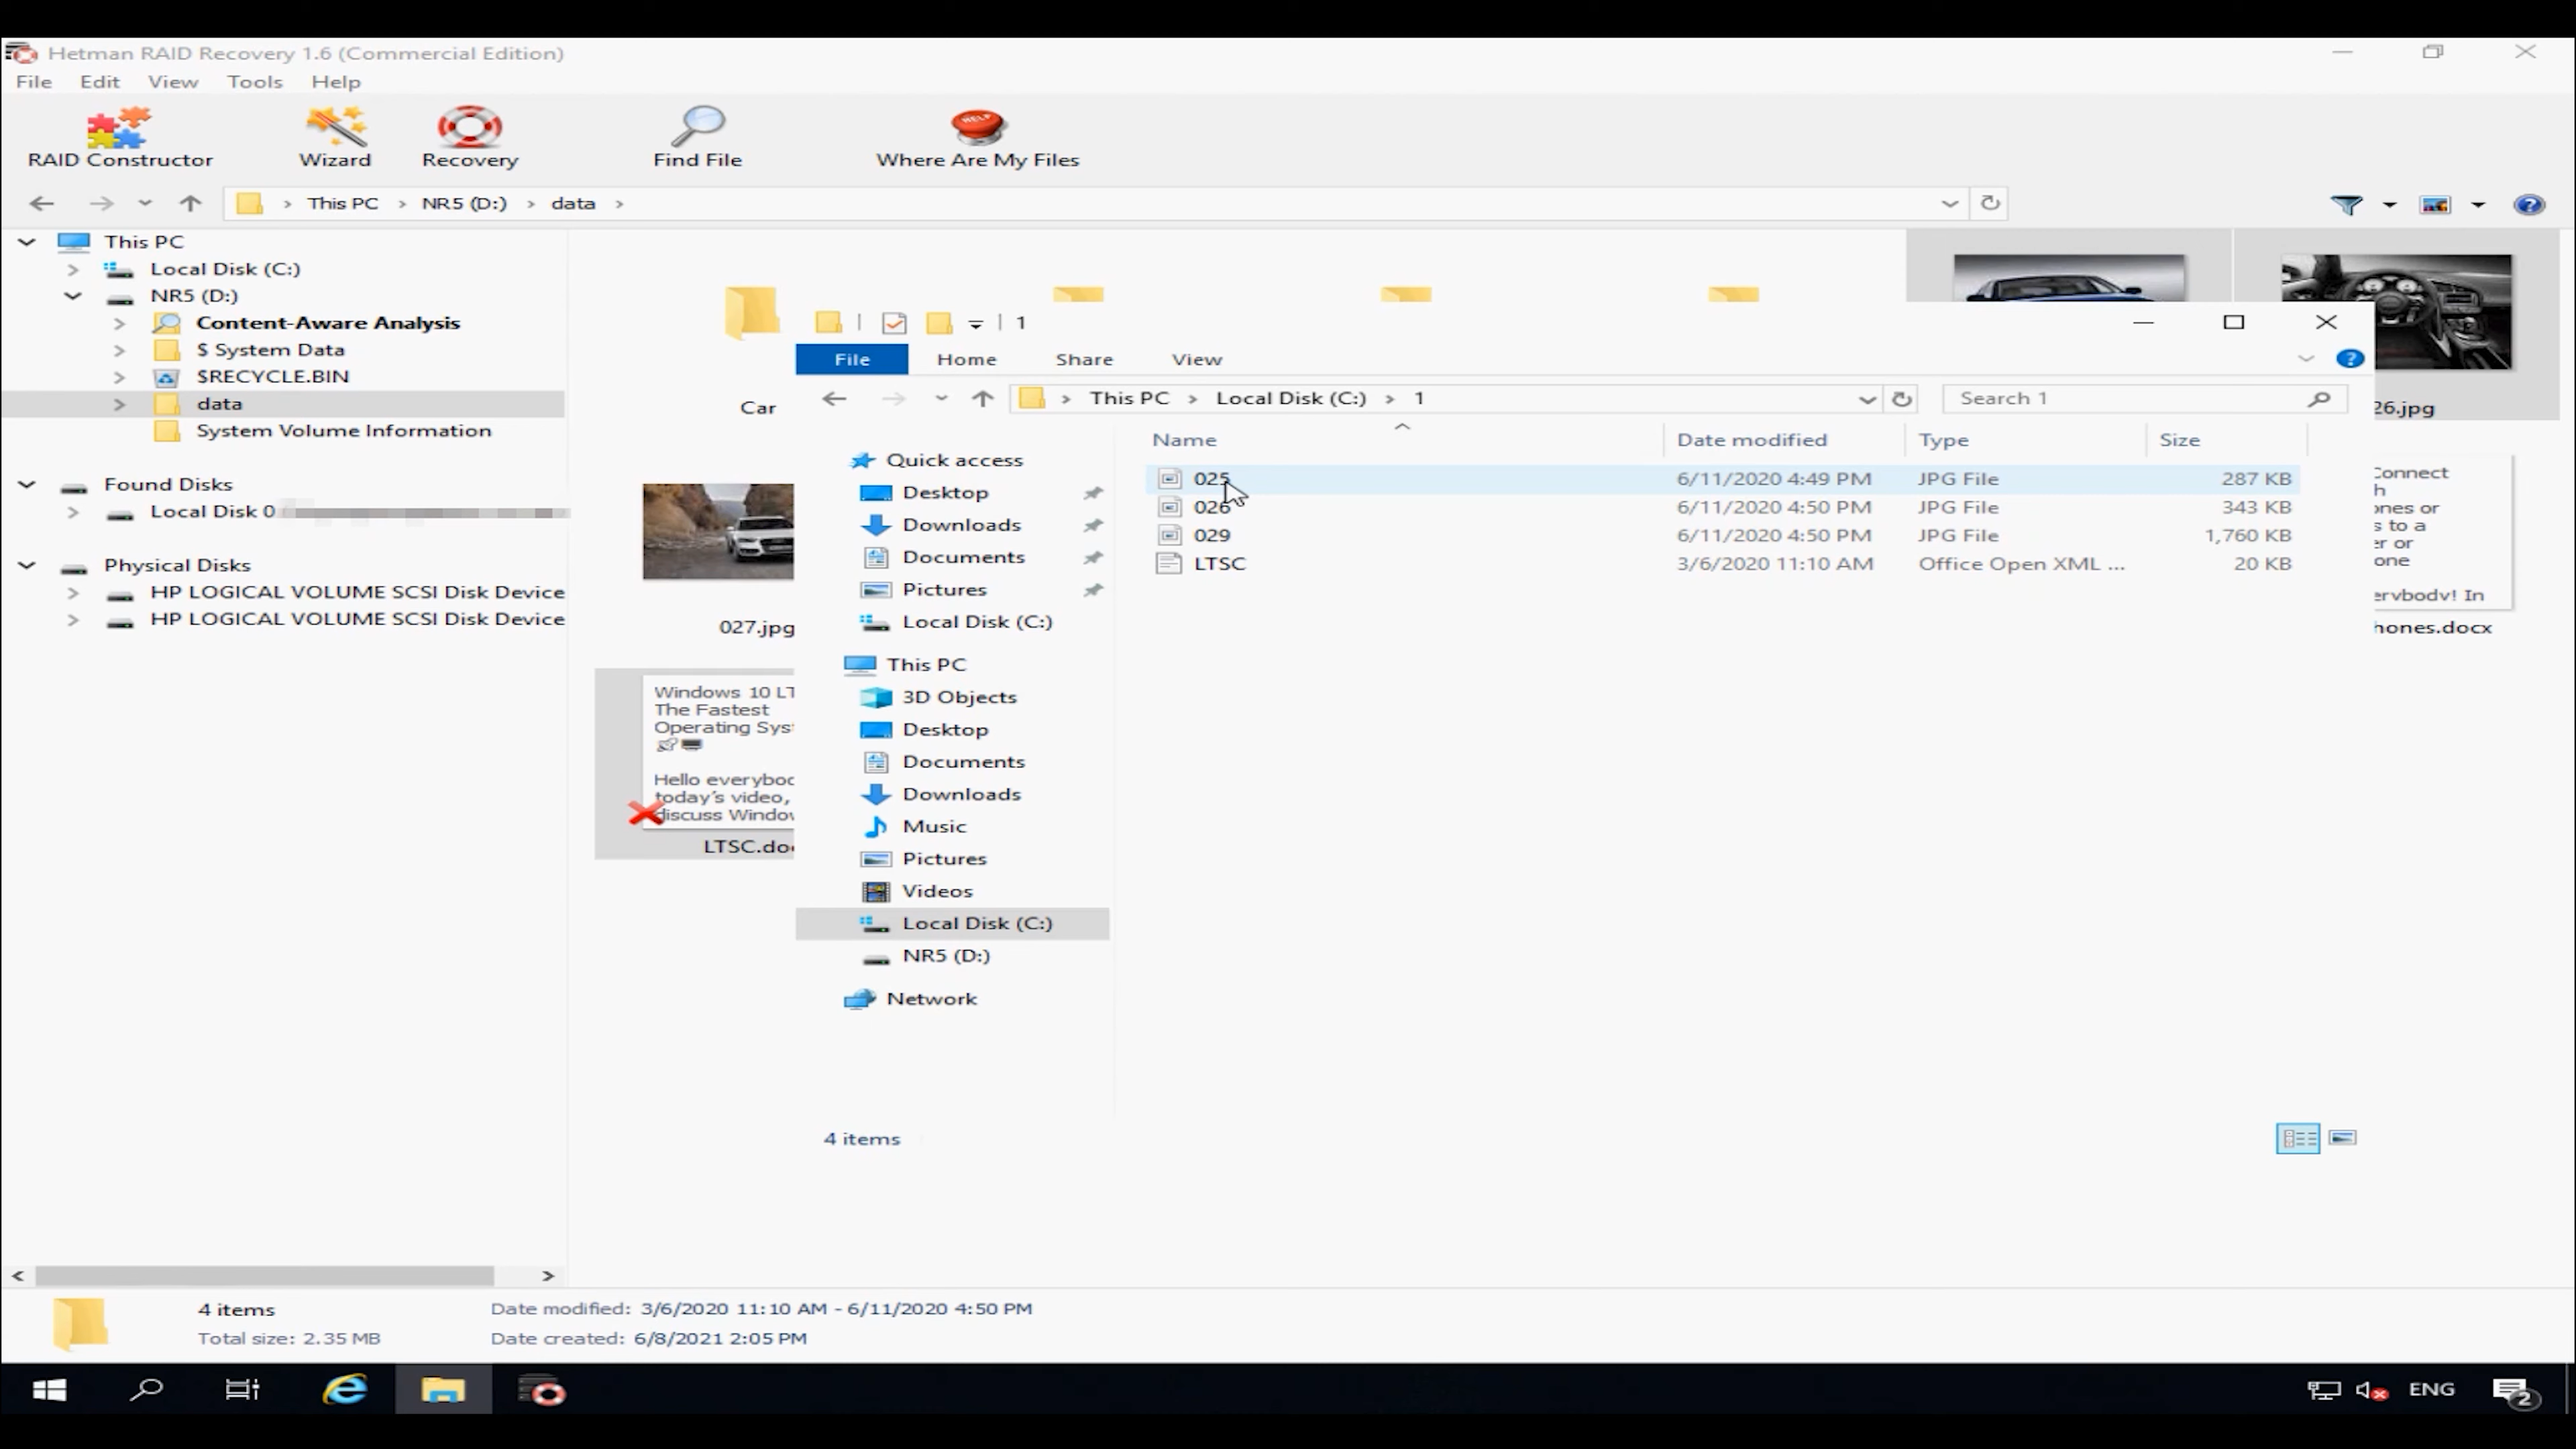 Hetman RAID Recovery 1.6 (Commercial Edition)
File Edit View Tools Help
RAID Constructor Wizard Recovery Find File HELP Where Are My Files
This PC NR5 (D:) data
This PC
Local Disk (C:)
NR5 (D:)
Content-Aware Analysis
$ System Data
$RECYCLE.BIN
data
System Volume Information
Found Disks
Local Disk 0
Physical Disks
HP LOGICAL VOLUME SCSI Disk Device
HP LOGICAL VOLUME SCSI Disk Device
Car
26.jpg
027.jpg
Connect
h
ones or
s to a
er or
one
ervbody! In
hones.docx
Windows 10 LT
The Fastest
Operating Sys
Hello everyboc
today's video,
discuss Window
LTSC.do
1
File Home Share View
This PC Local Disk (C:) 1 Search 1
Quick access
Desktop
Downloads
Documents
Pictures
Local Disk (C:)
This PC
3D Objects
Desktop
Documents
Downloads
Music
Pictures
Videos
Local Disk (C:)
NR5 (D:)
Network
Name Date modified Type Size
025 6/11/2020 4:49 PM JPG File 287 KB
026 6/11/2020 4:50 PM JPG File 343 KB
029 6/11/2020 4:50 PM JPG File 1,760 KB
LTSC 3/6/2020 11:10 AM Office Open XML ... 20 KB
4 items
4 items Date modified: 3/6/2020 11:10 AM - 6/11/2020 4:50 PM
Total size: 2.35 MB Date created: 6/8/2021 2:05 PM
ENG 2